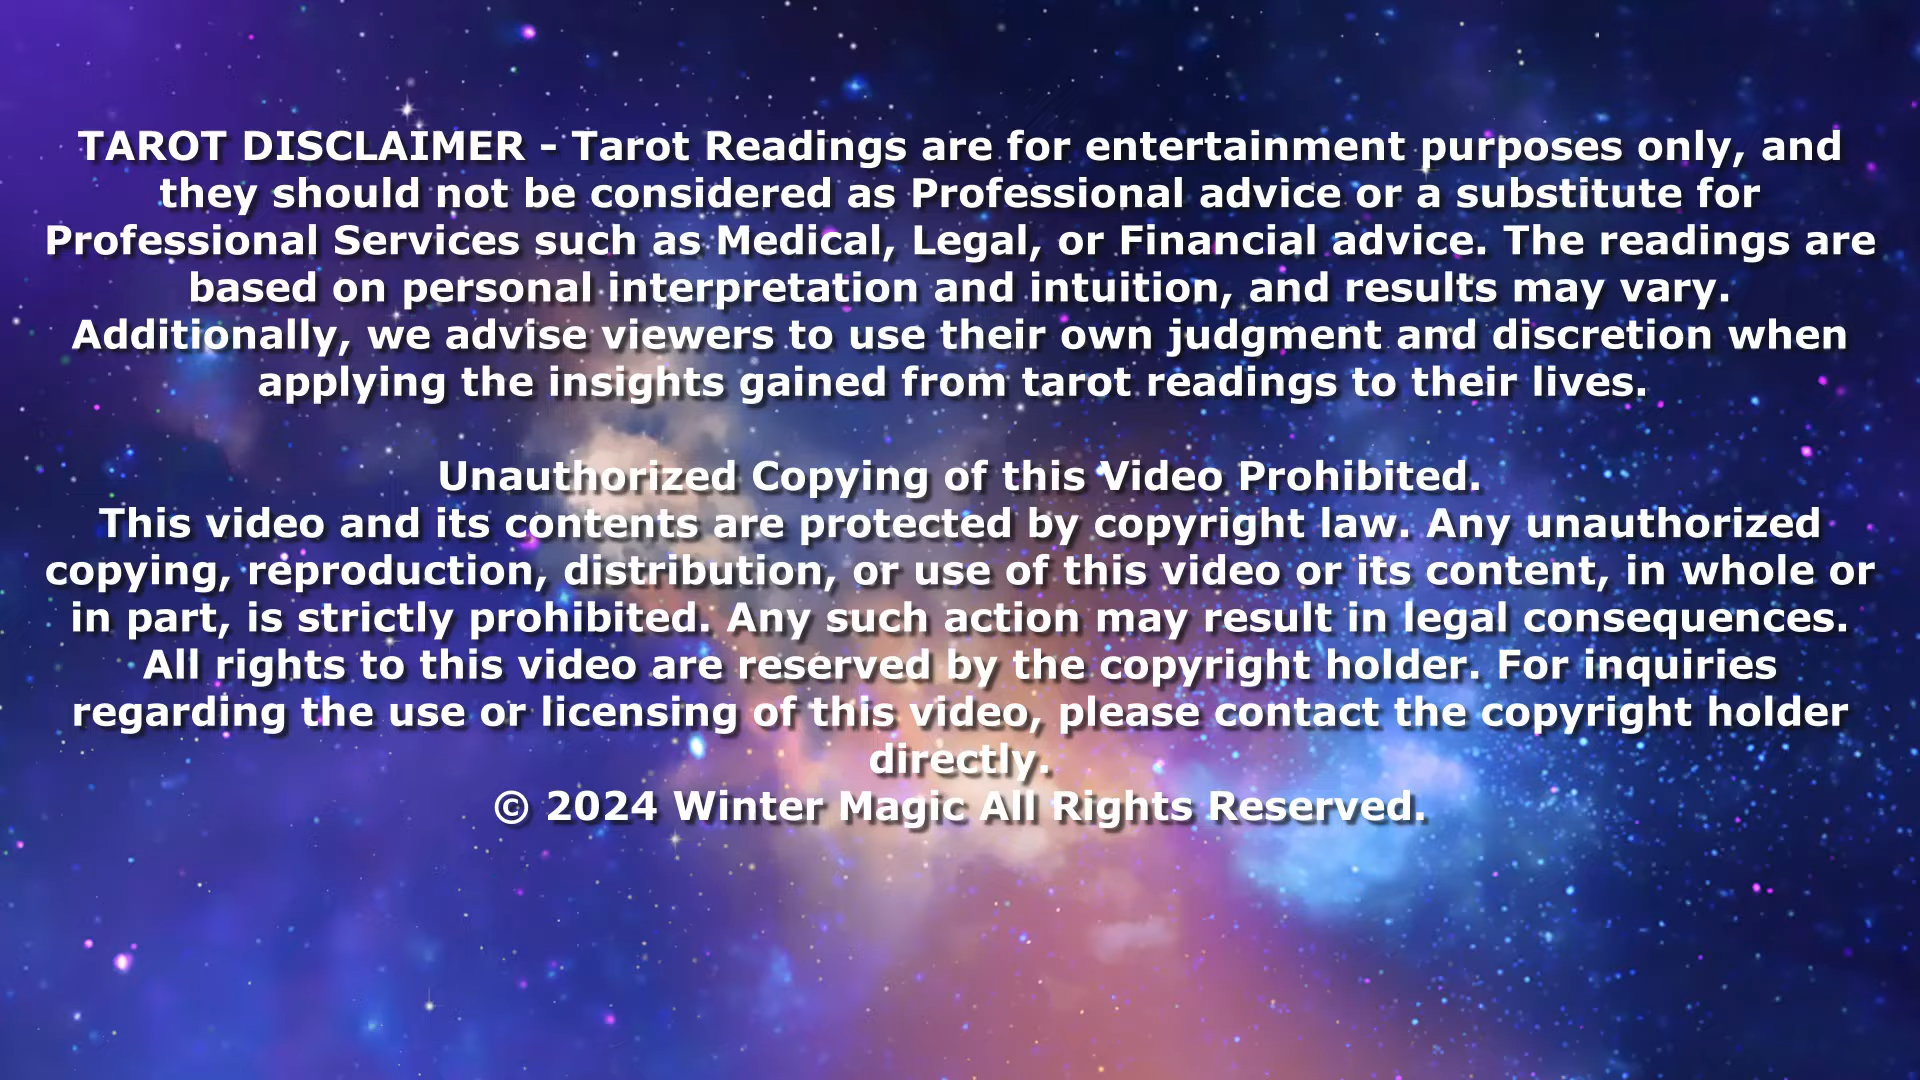 TAROT DISCLAIMER - Tarot Readings are for entertainment purposes only, and
they should not be considered as Professional advice or a substitute for
Professional Services such as Medical, Legal, or Financial advice. The readings are
based on personal interpretation and intuition, and results may vary.
Additionally, we advise viewers to use their own judgment and discretion when
applying the insights gained from tarot readings to their lives.
Unauthorized Copying of this Video Prohibited.
This video and its contents are protected by copyright law. Any unauthorized
copying, reproduction, distribution, or use of this video or its content, in whole or
in part, is strictly prohibited. Any such action may result in legal consequences.
All rights to this video are reserved by the copyright holder. For inquiries
regarding the use or licensing of this video, please contact the copyright holder
directly.
© 2024 Winter Magic All Rights Reserved.